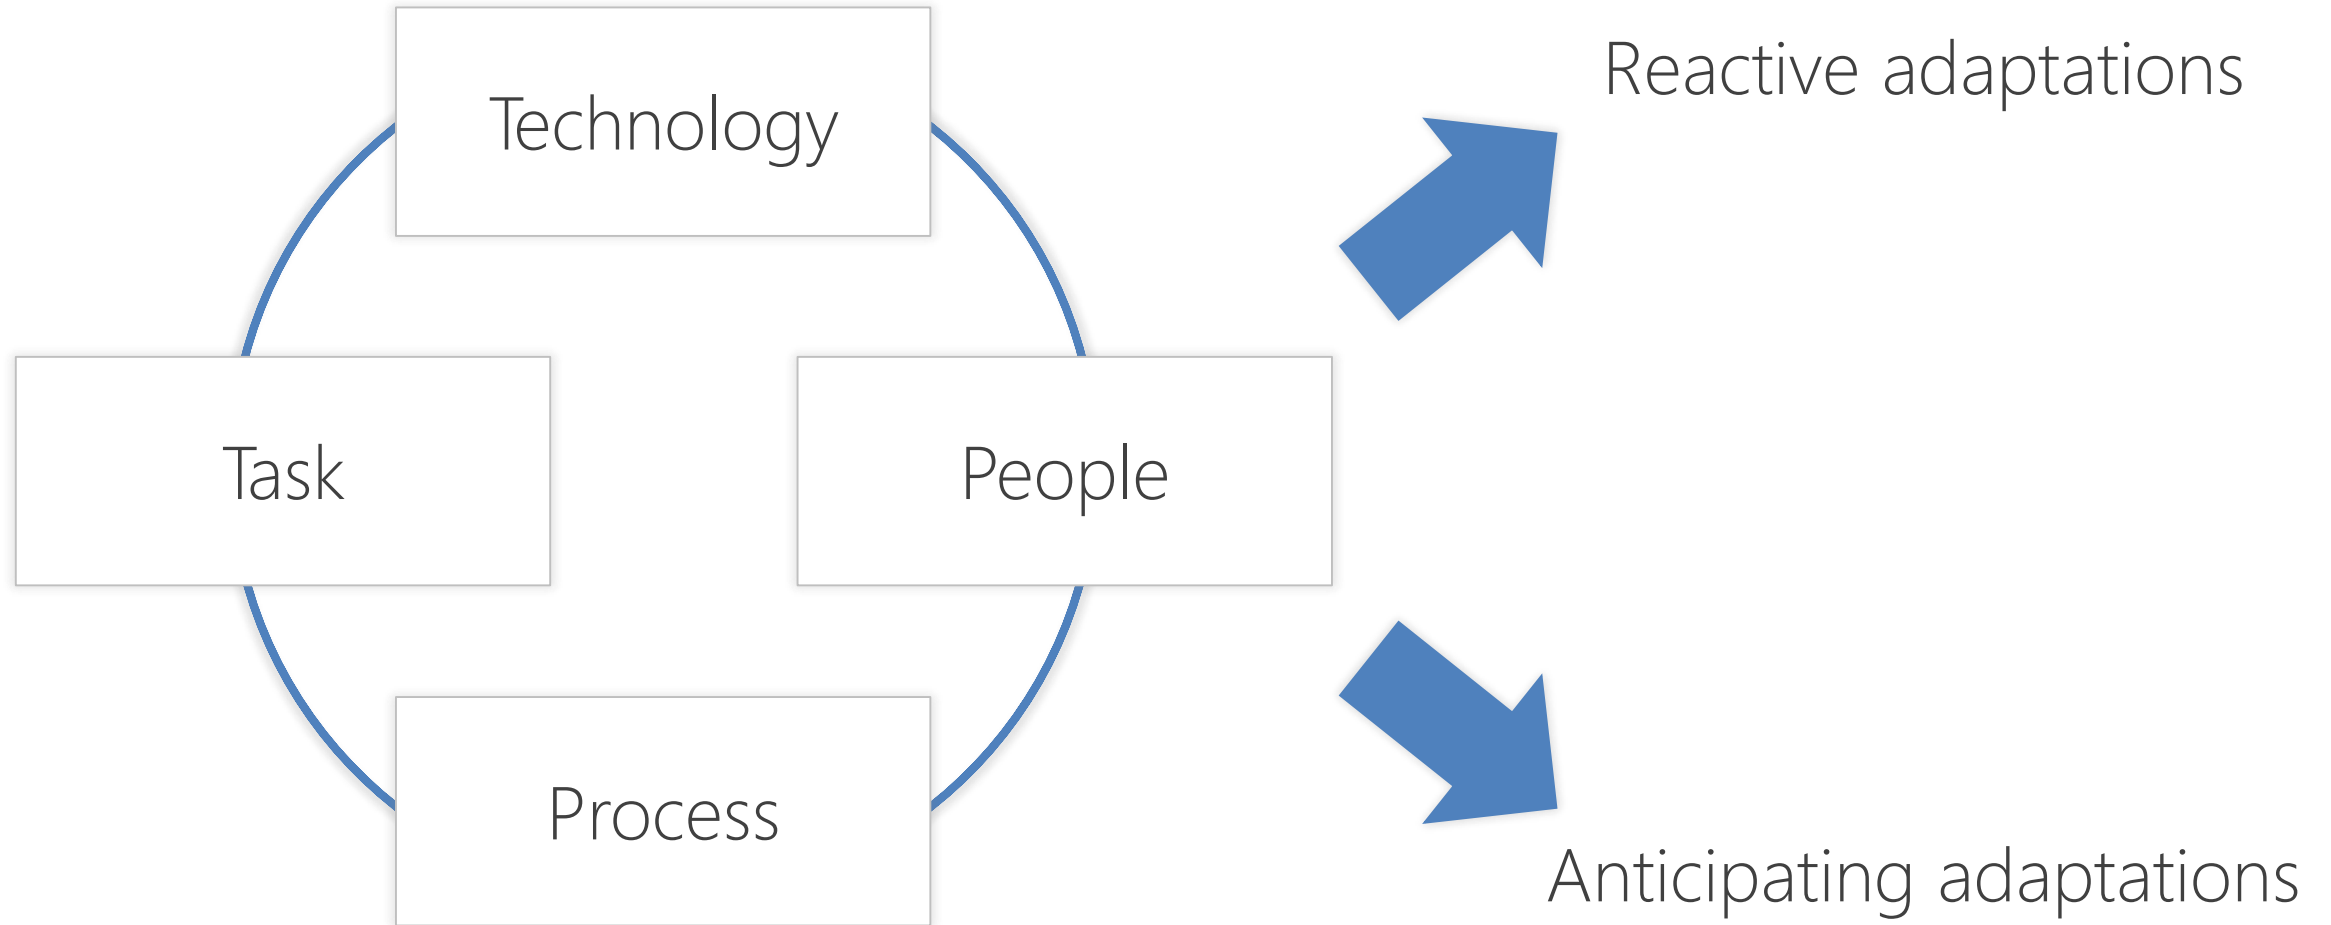 Technology
Reactive adaptations
Task
People
Process
Anticipating adaptations